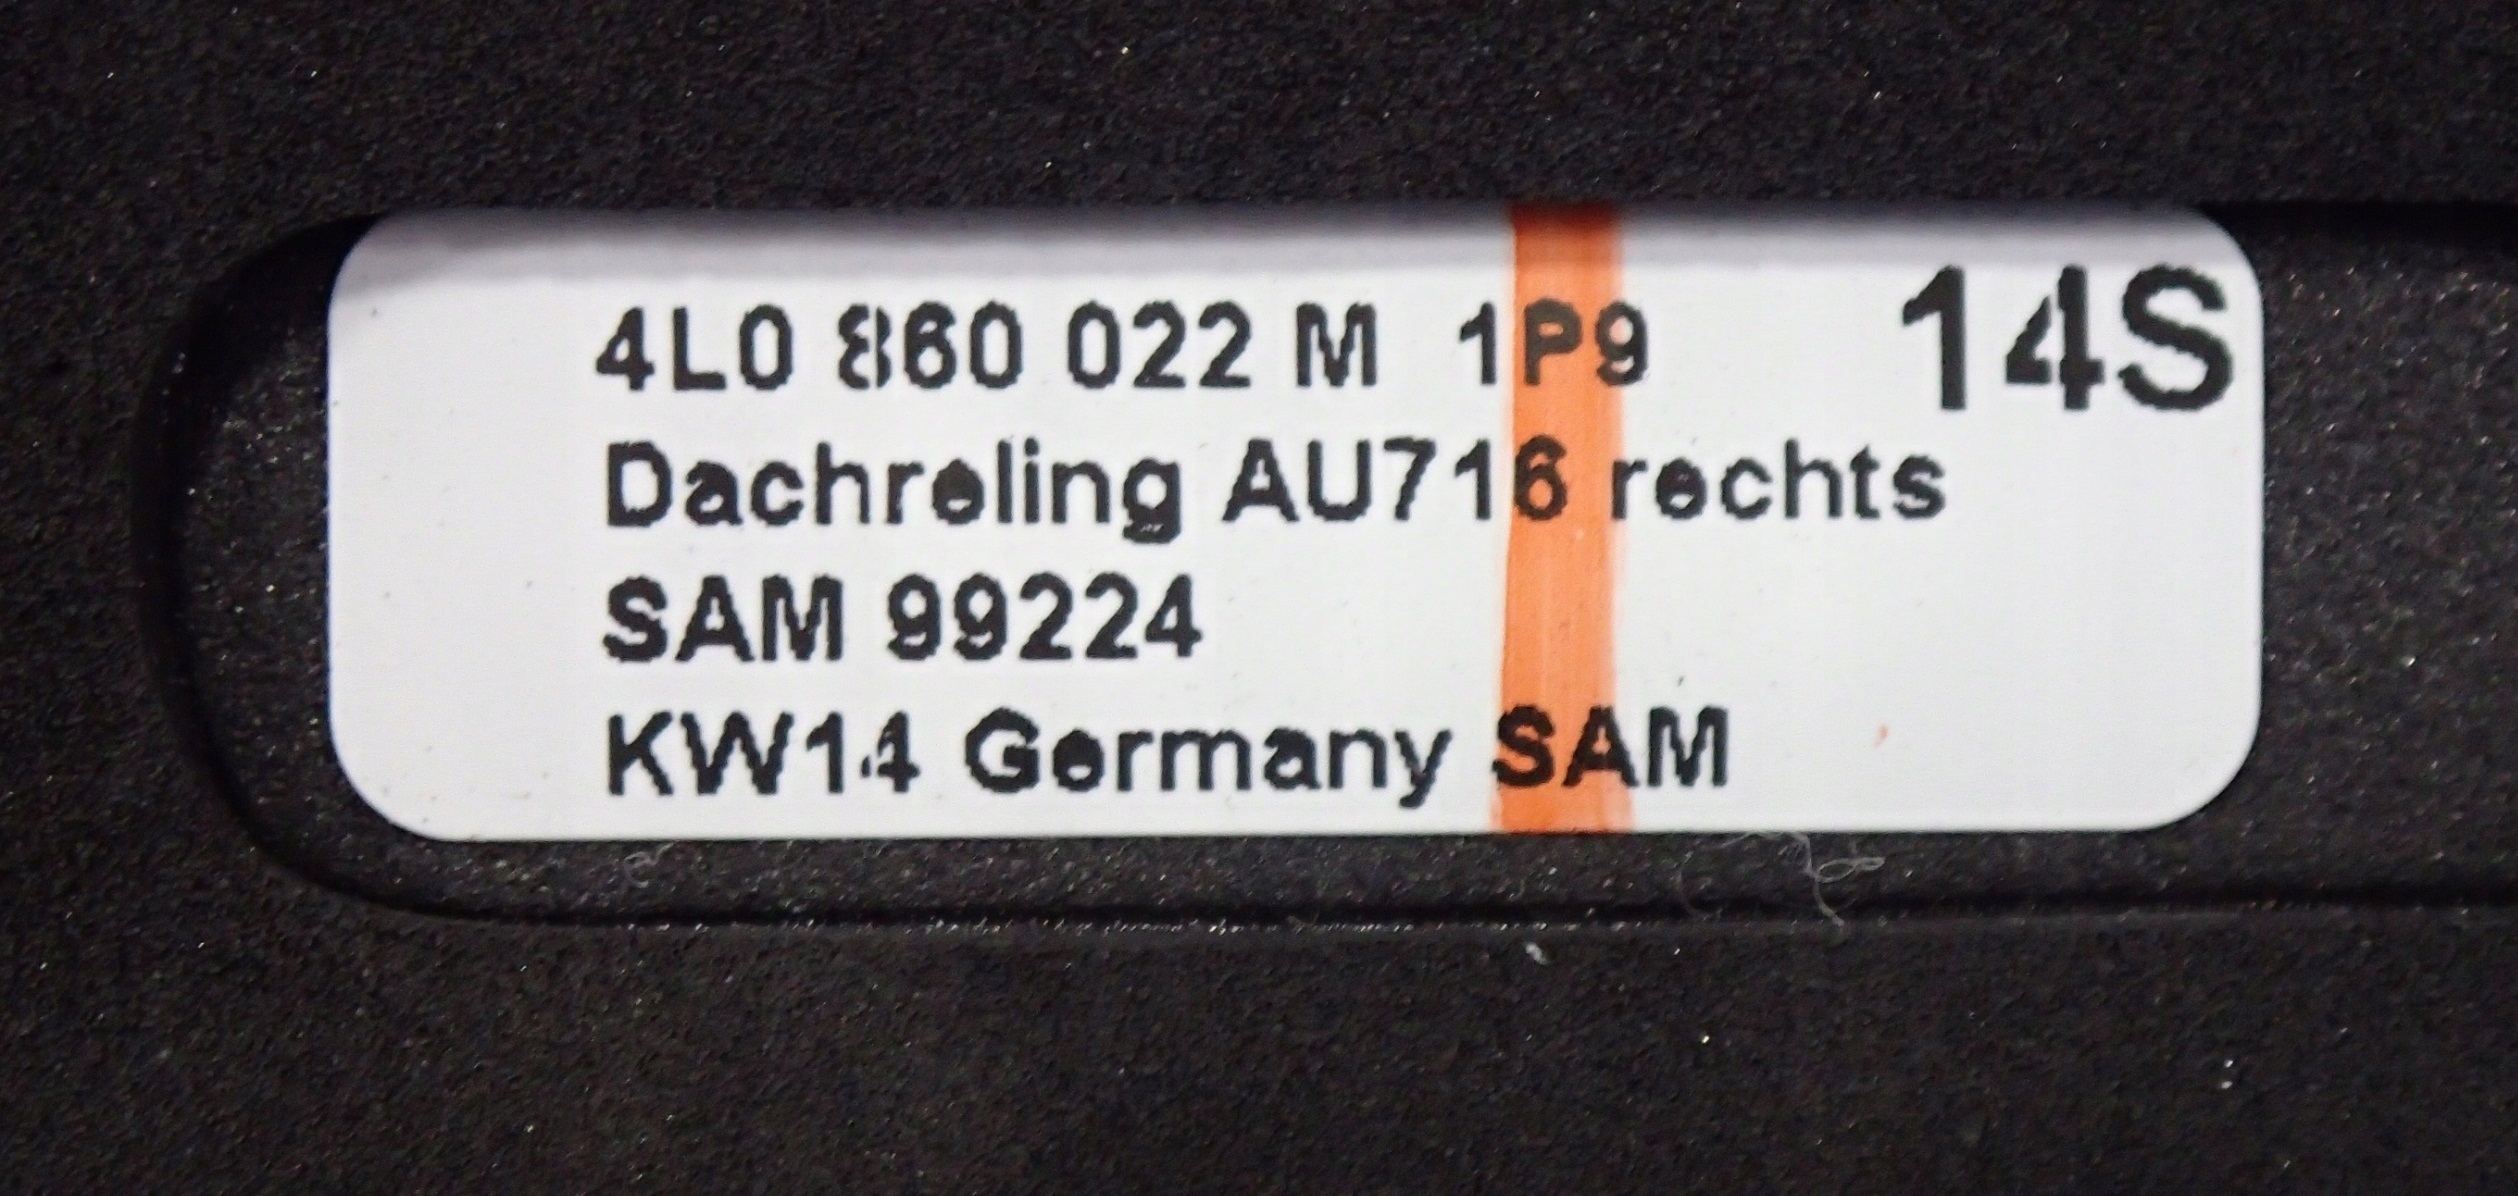 4L0 860 022 M 1P9 14S
Dachreling AU716 rechts
SAM 99224
KW14 Germany SAM